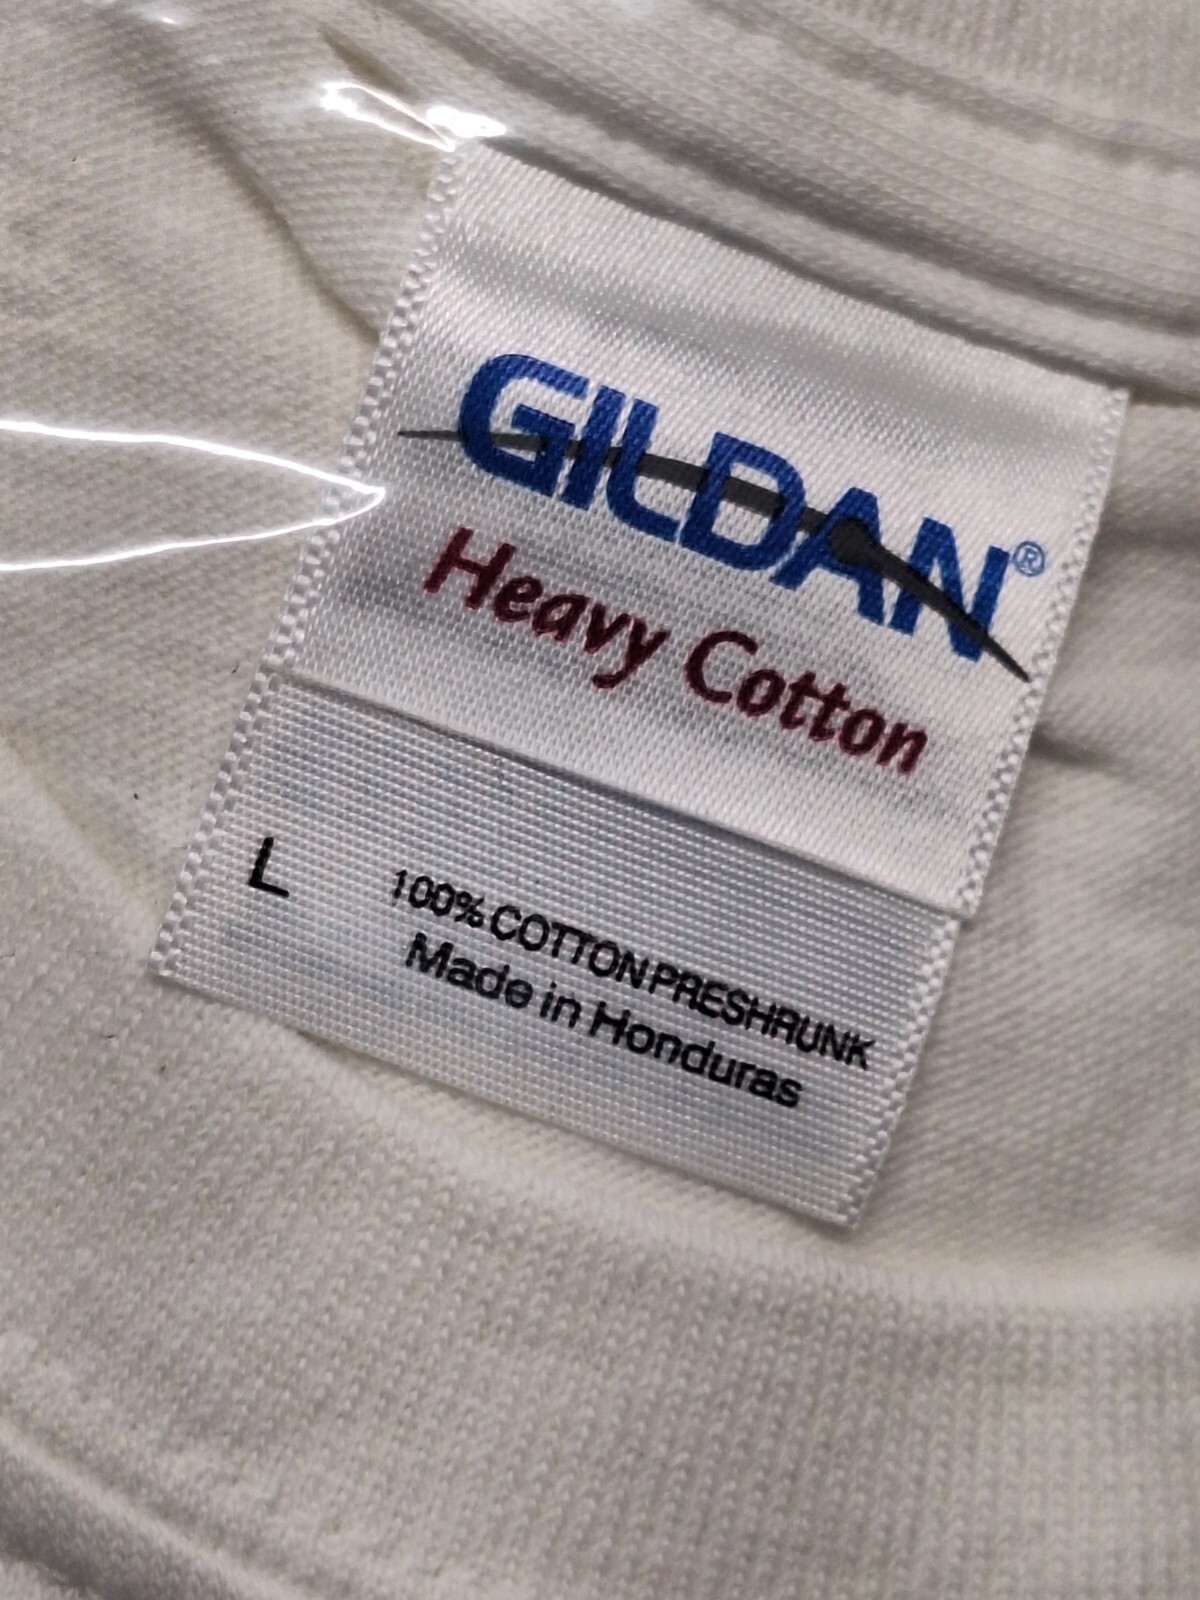 GILDAN®
Heavy Cotton
L 100% COTTON PRESHRUNK
Made in Honduras